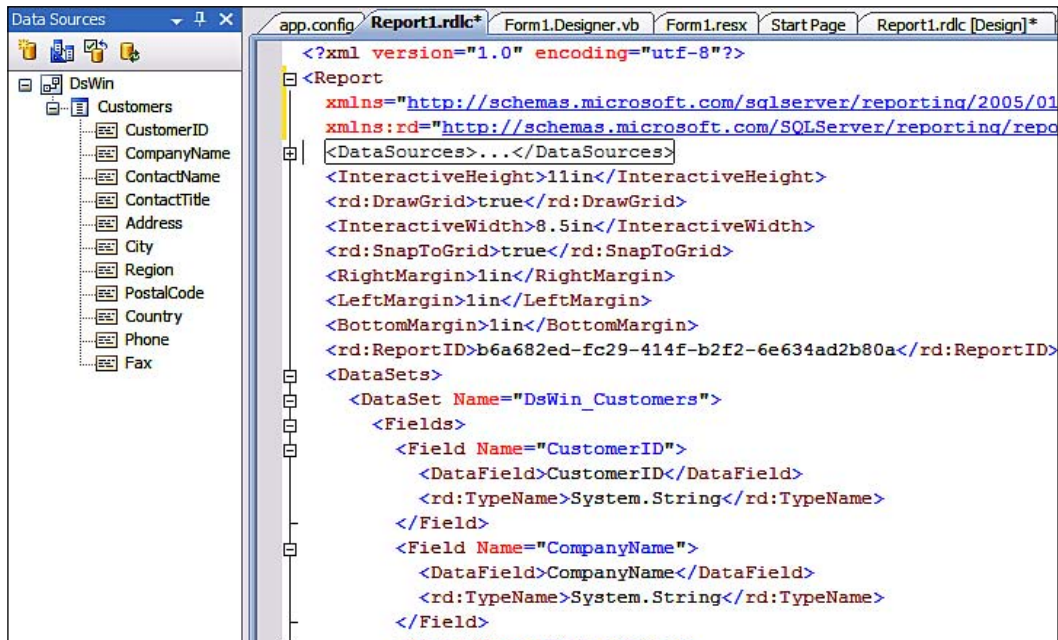 Data Sources
DsWin
Customers
CustomerID
CompanyName
ContactName
ContactTitle
Address
City
Region
PostalCode
Country
Phone
Fax
app.config Report1.rdlc* Form1.Designer.vb Form1.resx Start Page Report1.rdlc [Design]*
<?xml version="1.0" encoding="utf-8"?>
<Report
xmlns="http://schemas.microsoft.com/sqlserver/reporting/2005/01
xmlns:rd="http://schemas.microsoft.com/SQLServer/reporting/repo
<DataSources>...</DataSources>
<InteractiveHeight>11in</InteractiveHeight>
<rd:DrawGrid>true</rd:DrawGrid>
<InteractiveWidth>8.5in</InteractiveWidth>
<rd:SnapToGrid>true</rd:SnapToGrid>
<RightMargin>1in</RightMargin>
<LeftMargin>1in</LeftMargin>
<BottomMargin>1in</BottomMargin>
<rd:ReportID>b6a682ed-fc29-414f-b2f2-6e634ad2b80a</rd:ReportID>
<DataSets>
<DataSet Name="DsWin_Customers">
<Fields>
<Field Name="CustomerID">
<DataField>CustomerID</DataField>
<rd:TypeName>System.String</rd:TypeName>
</Field>
<Field Name="CompanyName">
<DataField>CompanyName</DataField>
<rd:TypeName>System.String</rd:TypeName>
</Field>